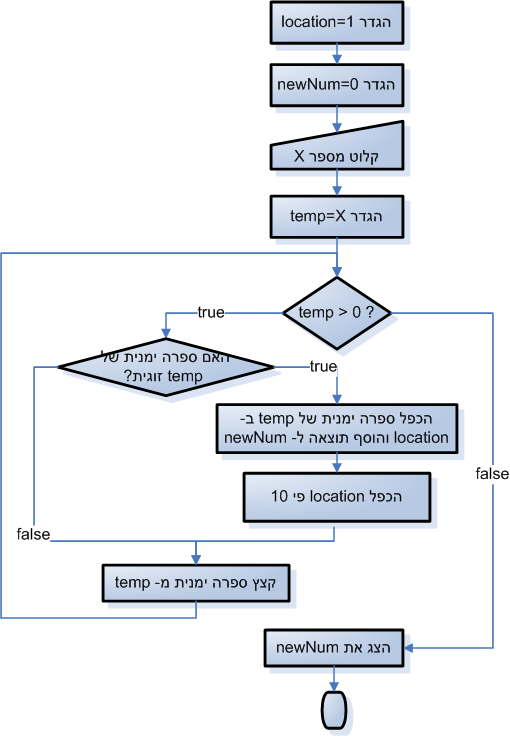 הגדר location=1
הגדר newNum=0
קלוט מספר X
הגדר temp=X
temp > 0 ?
true
האם ספרה ימנית של
temp זוגית?
true
הכפל ספרה ימנית של temp ב-
location והוסף תוצאה ל- newNum
false
הכפל location פי 10
false
קצץ ספרה ימנית מ- temp
הצג את newNum